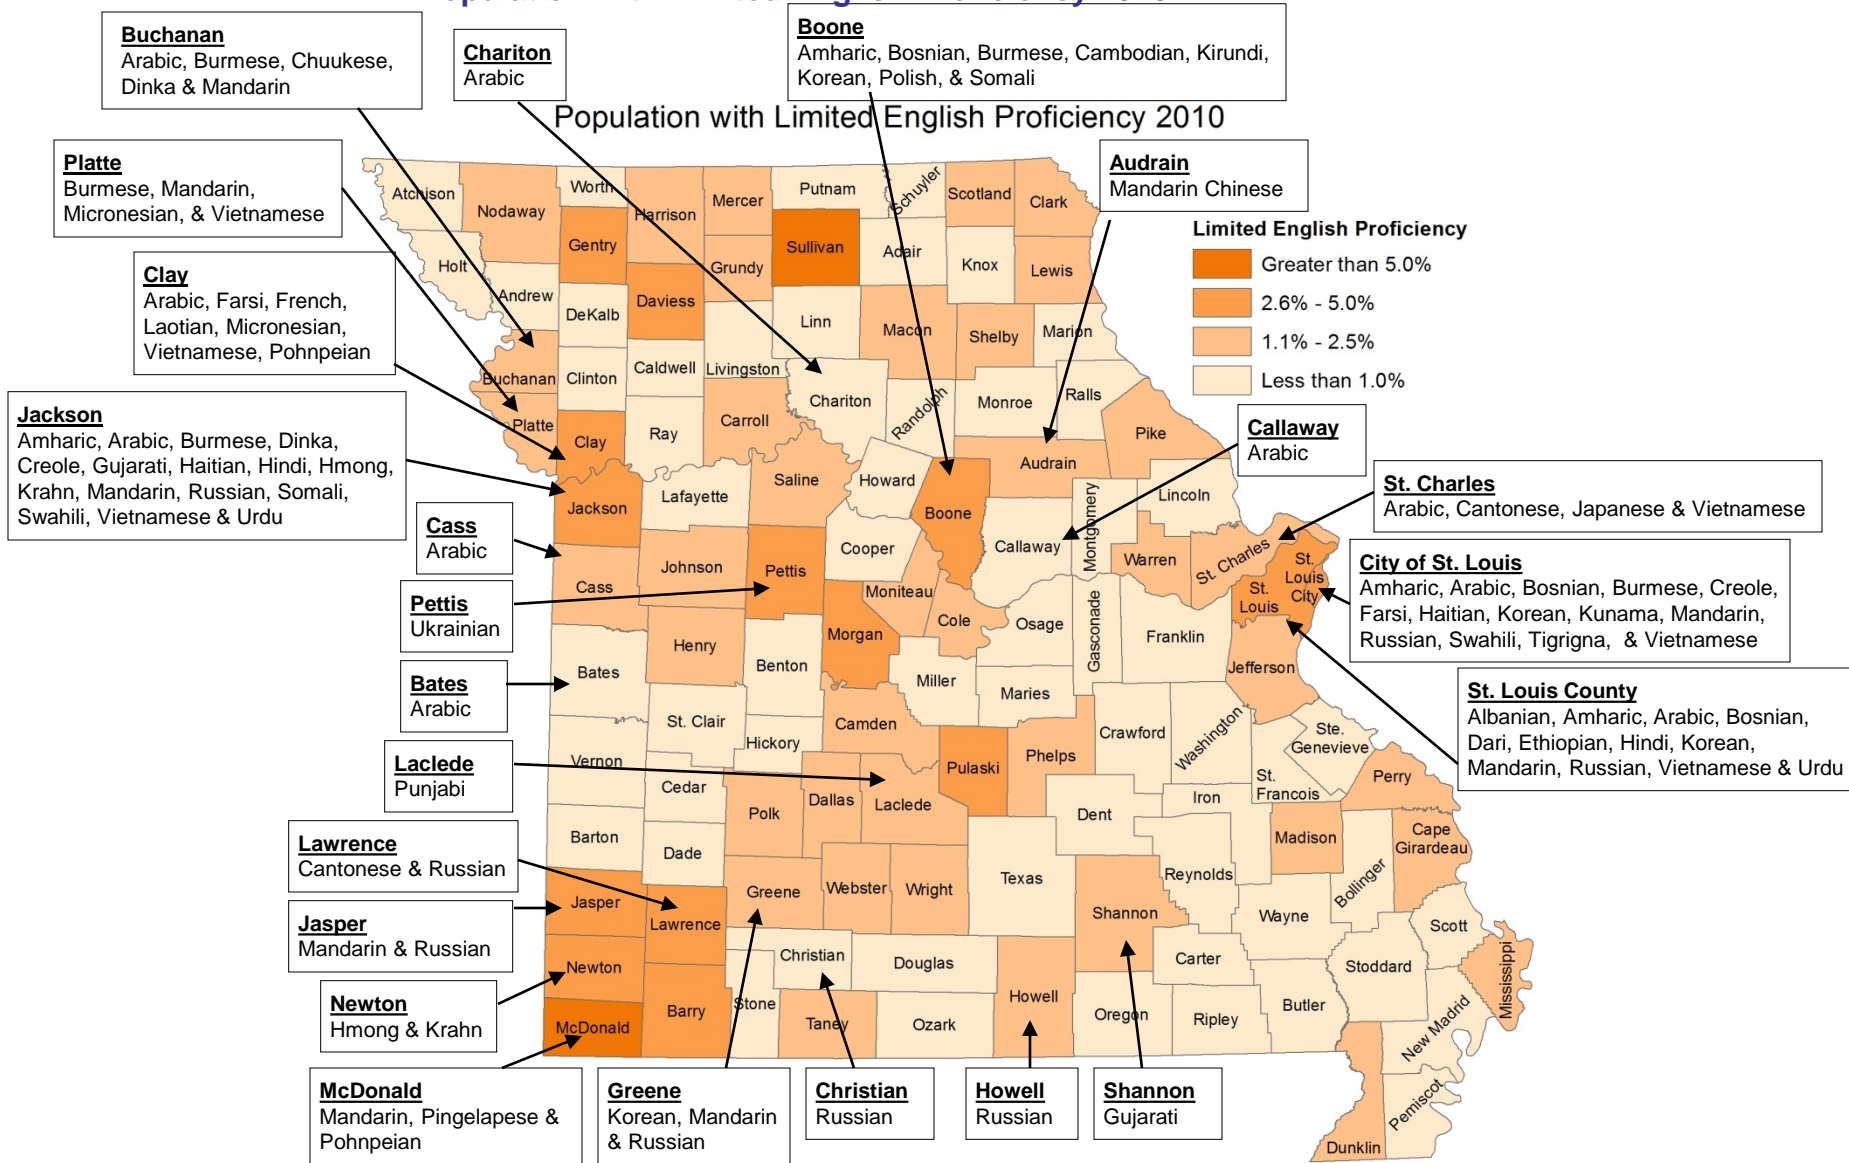 Buchanan
Arabic, Burmese, Chuukese,
Dinka & Mandarin
Chariton
Arabic
Boone
Amharic, Bosnian, Burmese, Cambodian, Kirundi,
Korean, Polish, & Somali
Population with Limited English Proficiency 2010
Platte
Burmese, Mandarin,
Micronesian, & Vietnamese
Audrain
Mandarin Chinese
Clay
Arabic, Farsi, French,
Laotian, Micronesian,
Vietnamese, Pohnpeian
Limited English Proficiency
Greater than 5.0%
2.6% - 5.0%
1.1% - 2.5%
Less than 1.0%
Jackson
Amharic, Arabic, Burmese, Dinka,
Creole, Gujarati, Haitian, Hindi, Hmong,
Krahn, Mandarin, Russian, Somali,
Swahili, Vietnamese & Urdu
Callaway
Arabic
St. Charles
Arabic, Cantonese, Japanese & Vietnamese
Cass
Arabic
City of St. Louis
Amharic, Arabic, Bosnian, Burmese, Creole,
Farsi, Haitian, Korean, Kunama, Mandarin,
Russian, Swahili, Tigrigna, & Vietnamese
Pettis
Ukrainian
Bates
Arabic
St. Louis County
Albanian, Amharic, Arabic, Bosnian,
Dari, Ethiopian, Hindi, Korean,
Mandarin, Russian, Vietnamese & Urdu
Laclede
Punjabi
Lawrence
Cantonese & Russian
Jasper
Mandarin & Russian
Newton
Hmong & Krahn
McDonald
Mandarin, Pingelapese &
Pohnpeian
Greene
Korean, Mandarin
& Russian
Christian
Russian
Howell
Russian
Shannon
Gujarati
Atchison
Nodaway
Worth
Harrison
Mercer
Putnam
Schuyler
Scotland
Clark
Gentry
Sullivan
Adair
Knox
Lewis
Holt
Andrew
DeKalb
Daviess
Grundy
Linn
Macon
Shelby
Marion
Buchanan
Clinton
Caldwell
Livingston
Chariton
Randolph
Monroe
Ralls
Platte
Clay
Ray
Carroll
Pike
Audrain
Jackson
Lafayette
Saline
Howard
Boone
Callaway
Montgomery
Lincoln
Cass
Johnson
Pettis
Cooper
Moniteau
Cole
Osage
Gasconade
Warren
St. Charles
St.
Louis
City
St.
Louis
Franklin
Jefferson
Henry
Morgan
Bates
Benton
Miller
Maries
St. Clair
Hickory
Camden
Vernon
Cedar
Polk
Dallas
Laclede
Pulaski
Phelps
Crawford
Washington
Ste.
Genevieve
St.
Francois
Perry
Iron
Dent
Barton
Dade
Madison
Cape
Girardeau
Bollinger
Jasper
Lawrence
Greene
Webster
Wright
Texas
Shannon
Reynolds
Wayne
Scott
Newton
Christian
Douglas
Howell
Carter
Stoddard
Mississippi
McDonald
Barry
Stone
Taney
Ozark
Oregon
Ripley
Butler
New Madrid
Pemiscot
Dunklin